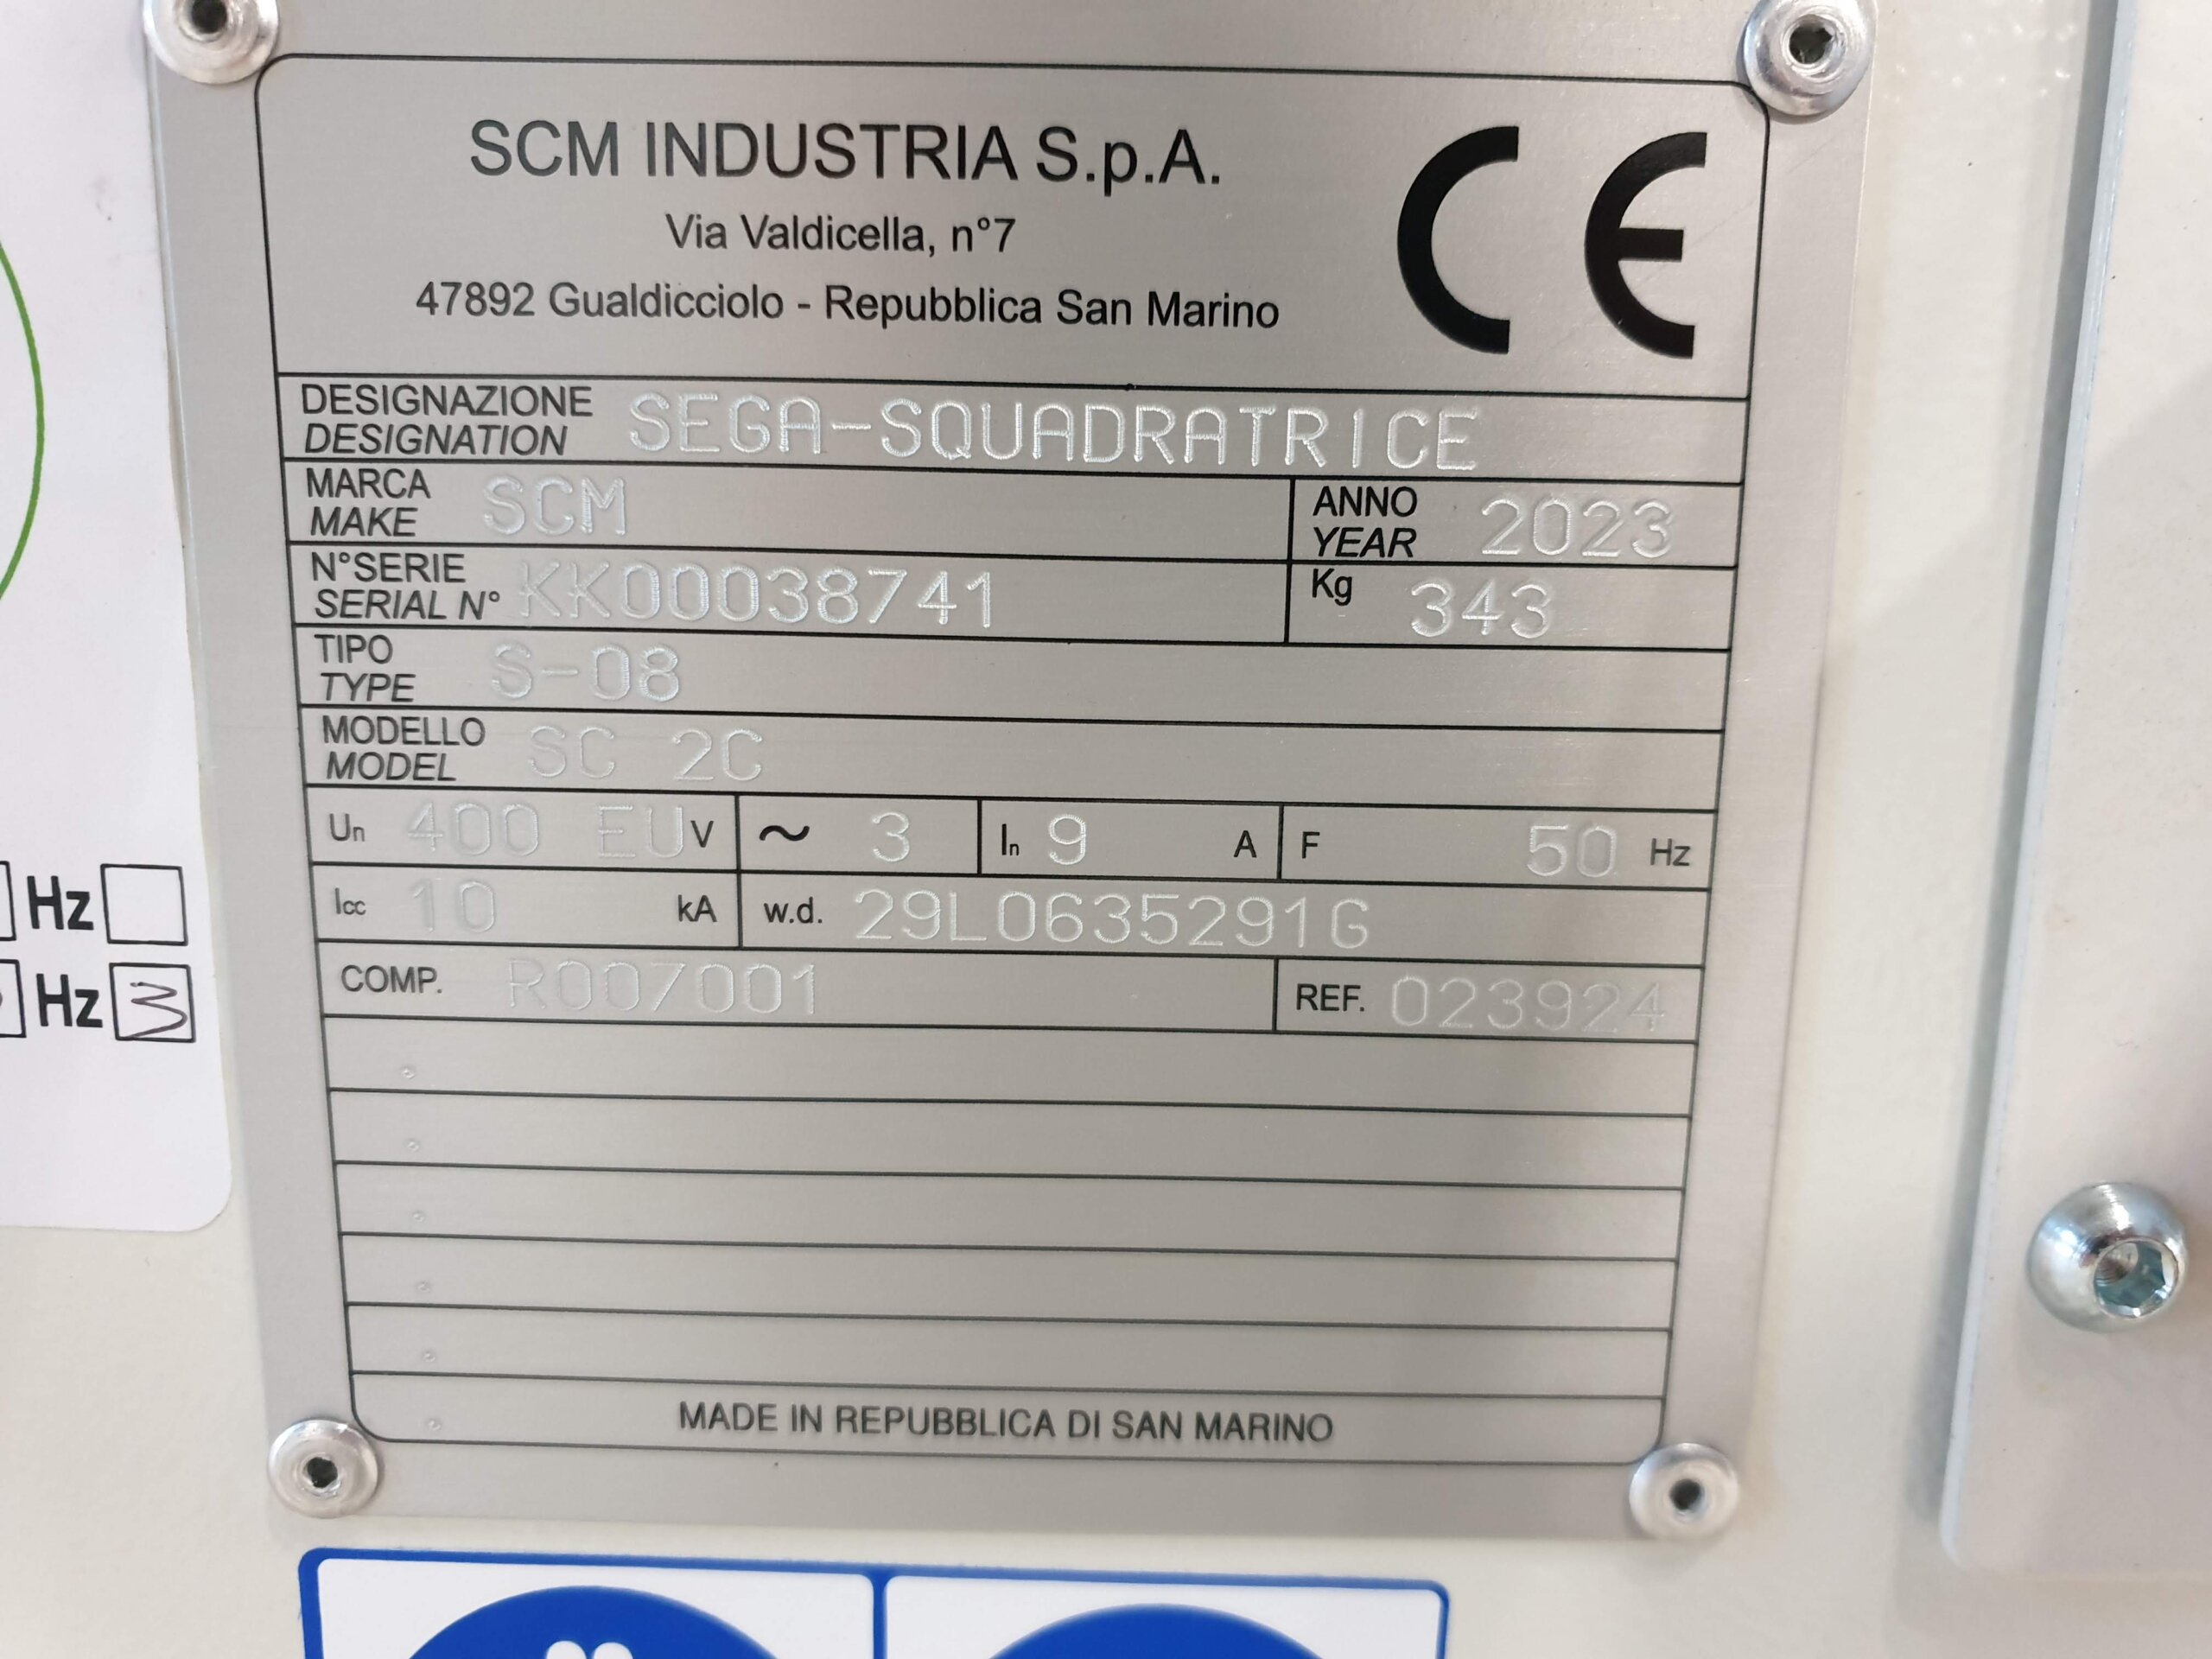 SCM INDUSTRIA S.p.A.
Via Valdicella, n°7
47892 Gualdicciolo - Repubblica San Marino
CE
DESIGNAZIONE
DESIGNATION SEGA-SQUADRATRICE
MARCA
MAKE SCM
ANNO
YEAR 2023
N°SERIE
SERIAL N° KK00038741
Kg 343
TIPO
TYPE S-08
MODELLO
MODEL SC 2C
Un 400 EU V ~ 3 In 9 A F 50 Hz
Icc 10 kA w.d. 29L0635291G
COMP. R007001 REF. 023924
MADE IN REPUBBLICA DI SAN MARINO
Hz
Hz